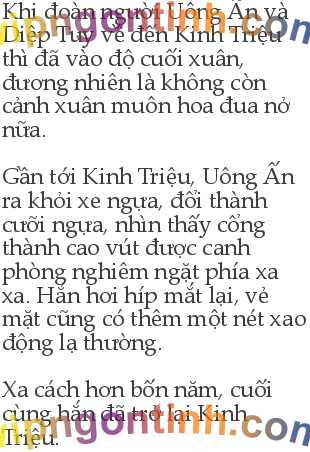 Khi đoàn người Uông Ấn và
Diệp Tuy về đến Kinh Triệu
thì đã vào độ cuối xuân,
đương nhiên là không còn
cảnh xuân muôn hoa đua nở
nữa.
Gần tới Kinh Triệu, Uông Ấn
ra khỏi xe ngựa, đổi thành
cưỡi ngựa, nhìn thấy cổng
thành cao vút được canh
phòng nghiêm ngặt phía xa
xa. Hắn hơi híp mắt lại, vẻ
mặt cũng có thêm một nét xao
động lạ thường.
Xa cách hơn bốn năm, cuối
cùng hắn đã trở lại Kinh
Triệu.
vipngontinh.com
vipngontinh.com